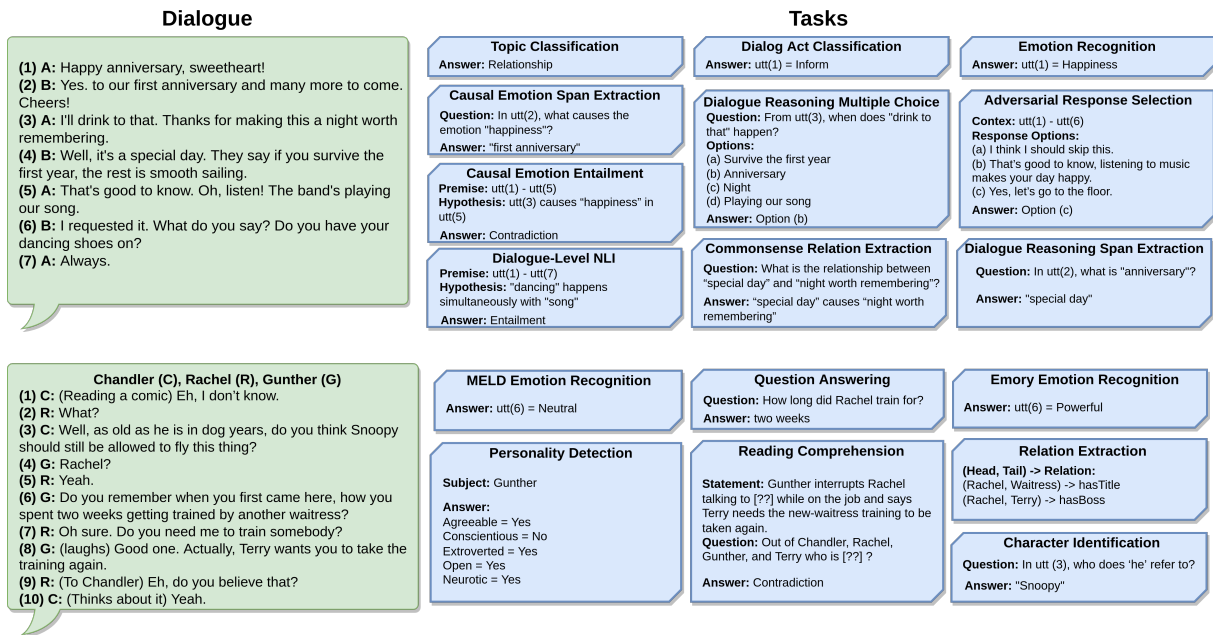 Dialogue
Tasks
(1) A: Happy anniversary, sweetheart!
(2) B: Yes. to our first anniversary and many more to come.
Cheers!
(3) A: I'll drink to that. Thanks for making this a night worth
remembering.
(4) B: Well, it's a special day. They say if you survive the
first year, the rest is smooth sailing.
(5) A: That's good to know. Oh, listen! The band's playing
our song.
(6) B: I requested it. What do you say? Do you have your
dancing shoes on?
(7) A: Always.
Topic Classification
Answer: Relationship
Dialog Act Classification
Answer: utt(1) = Inform
Emotion Recognition
Answer: utt(1) = Happiness
Causal Emotion Span Extraction
Question: In utt(2), what causes the
emotion "happiness"?
Answer: "first anniversary"
Dialogue Reasoning Multiple Choice
Question: From utt(3), when does "drink to
that" happen?
Options:
(a) Survive the first year
(b) Anniversary
(c) Night
(d) Playing our song
Answer: Option (b)
Adversarial Response Selection
Contex: utt(1) - utt(6)
Response Options:
(a) I think I should skip this.
(b) That’s good to know, listening to music
makes your day happy.
(c) Yes, let’s go to the floor.
Answer: Option (c)
Causal Emotion Entailment
Premise: utt(1) - utt(5)
Hypothesis: utt(3) causes “happiness” in
utt(5)
Answer: Contradiction
Dialogue-Level NLI
Premise: utt(1) - utt(7)
Hypothesis: "dancing" happens
simultaneously with "song"
Answer: Entailment
Commonsense Relation Extraction
Question: What is the relationship between
“special day” and “night worth remembering”?
Answer: “special day” causes “night worth
remembering”
Dialogue Reasoning Span Extraction
Question: In utt(2), what is "anniversary"?
Answer: "special day"
Chandler (C), Rachel (R), Gunther (G)
(1) C: (Reading a comic) Eh, I don’t know.
(2) R: What?
(3) C: Well, as old as he is in dog years, do you think Snoopy
should still be allowed to fly this thing?
(4) G: Rachel?
(5) R: Yeah.
(6) G: Do you remember when you first came here, how you
spent two weeks getting trained by another waitress?
(7) R: Oh sure. Do you need me to train somebody?
(8) G: (laughs) Good one. Actually, Terry wants you to take the
training again.
(9) R: (To Chandler) Eh, do you believe that?
(10) C: (Thinks about it) Yeah.
MELD Emotion Recognition
Answer: utt(6) = Neutral
Question Answering
Question: How long did Rachel train for?
Answer: two weeks
Emory Emotion Recognition
Answer: utt(6) = Powerful
Personality Detection
Subject: Gunther
Answer:
Agreeable = Yes
Conscientious = No
Extroverted = Yes
Open = Yes
Neurotic = Yes
Reading Comprehension
Statement: Gunther interrupts Rachel
talking to [??] while on the job and says
Terry needs the new-waitress training to be
taken again.
Question: Out of Chandler, Rachel,
Gunther, and Terry who is [??] ?
Answer: Contradiction
Relation Extraction
(Head, Tail) -> Relation:
(Rachel, Waitress) -> hasTitle
(Rachel, Terry) -> hasBoss
Character Identification
Question: In utt (3), who does ‘he’ refer to?
Answer: "Snoopy"